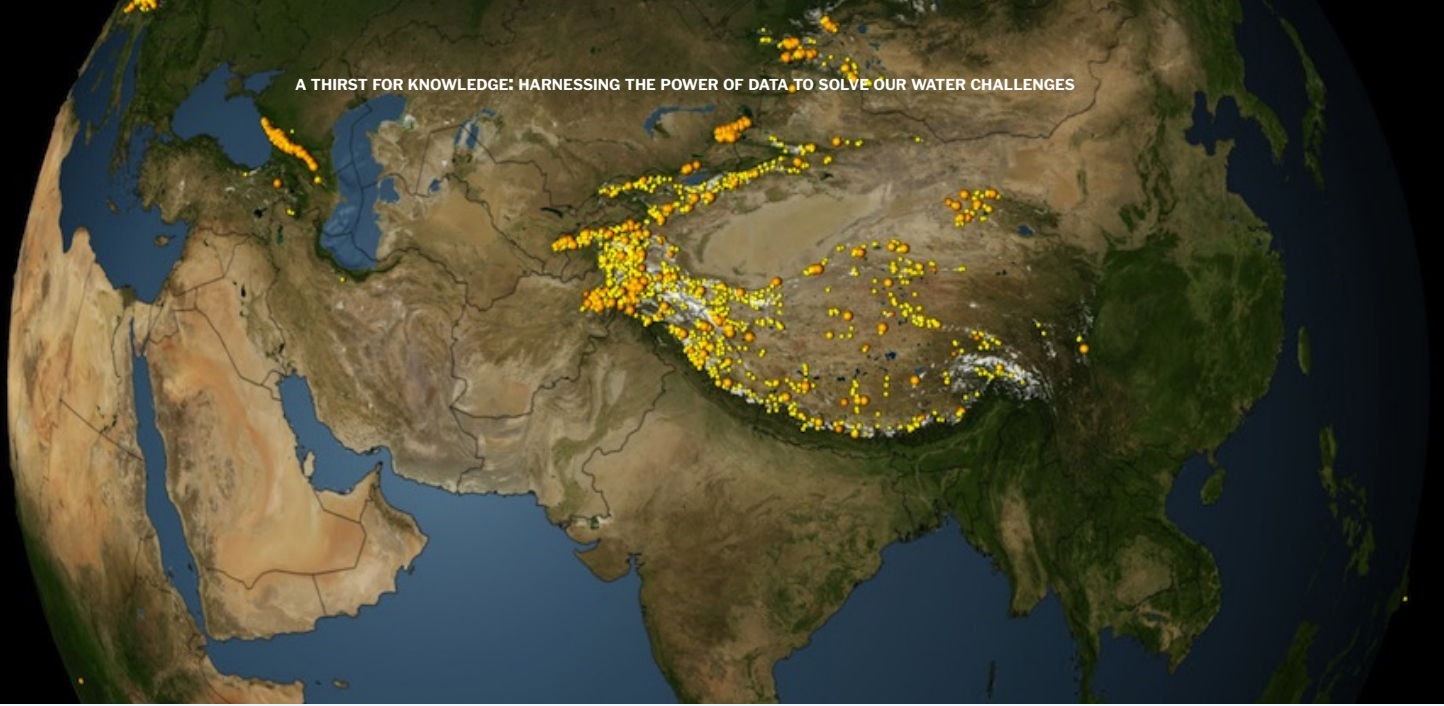 A THIRST FOR KNOWLEDGE: HARNESSING THE POWER OF DATA TO SOLVE OUR WATER CHALLENGES